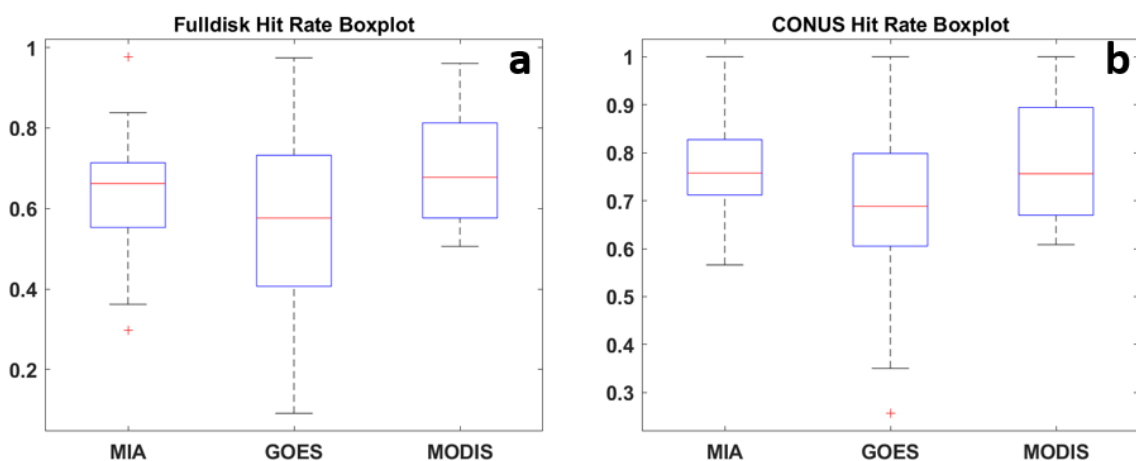 Fulldisk Hit Rate Boxplot
a
1
0.8
0.6
0.4
0.2
MIA GOES MODIS
CONUS Hit Rate Boxplot
b
1
0.9
0.8
0.7
0.6
0.5
0.4
0.3
MIA GOES MODIS